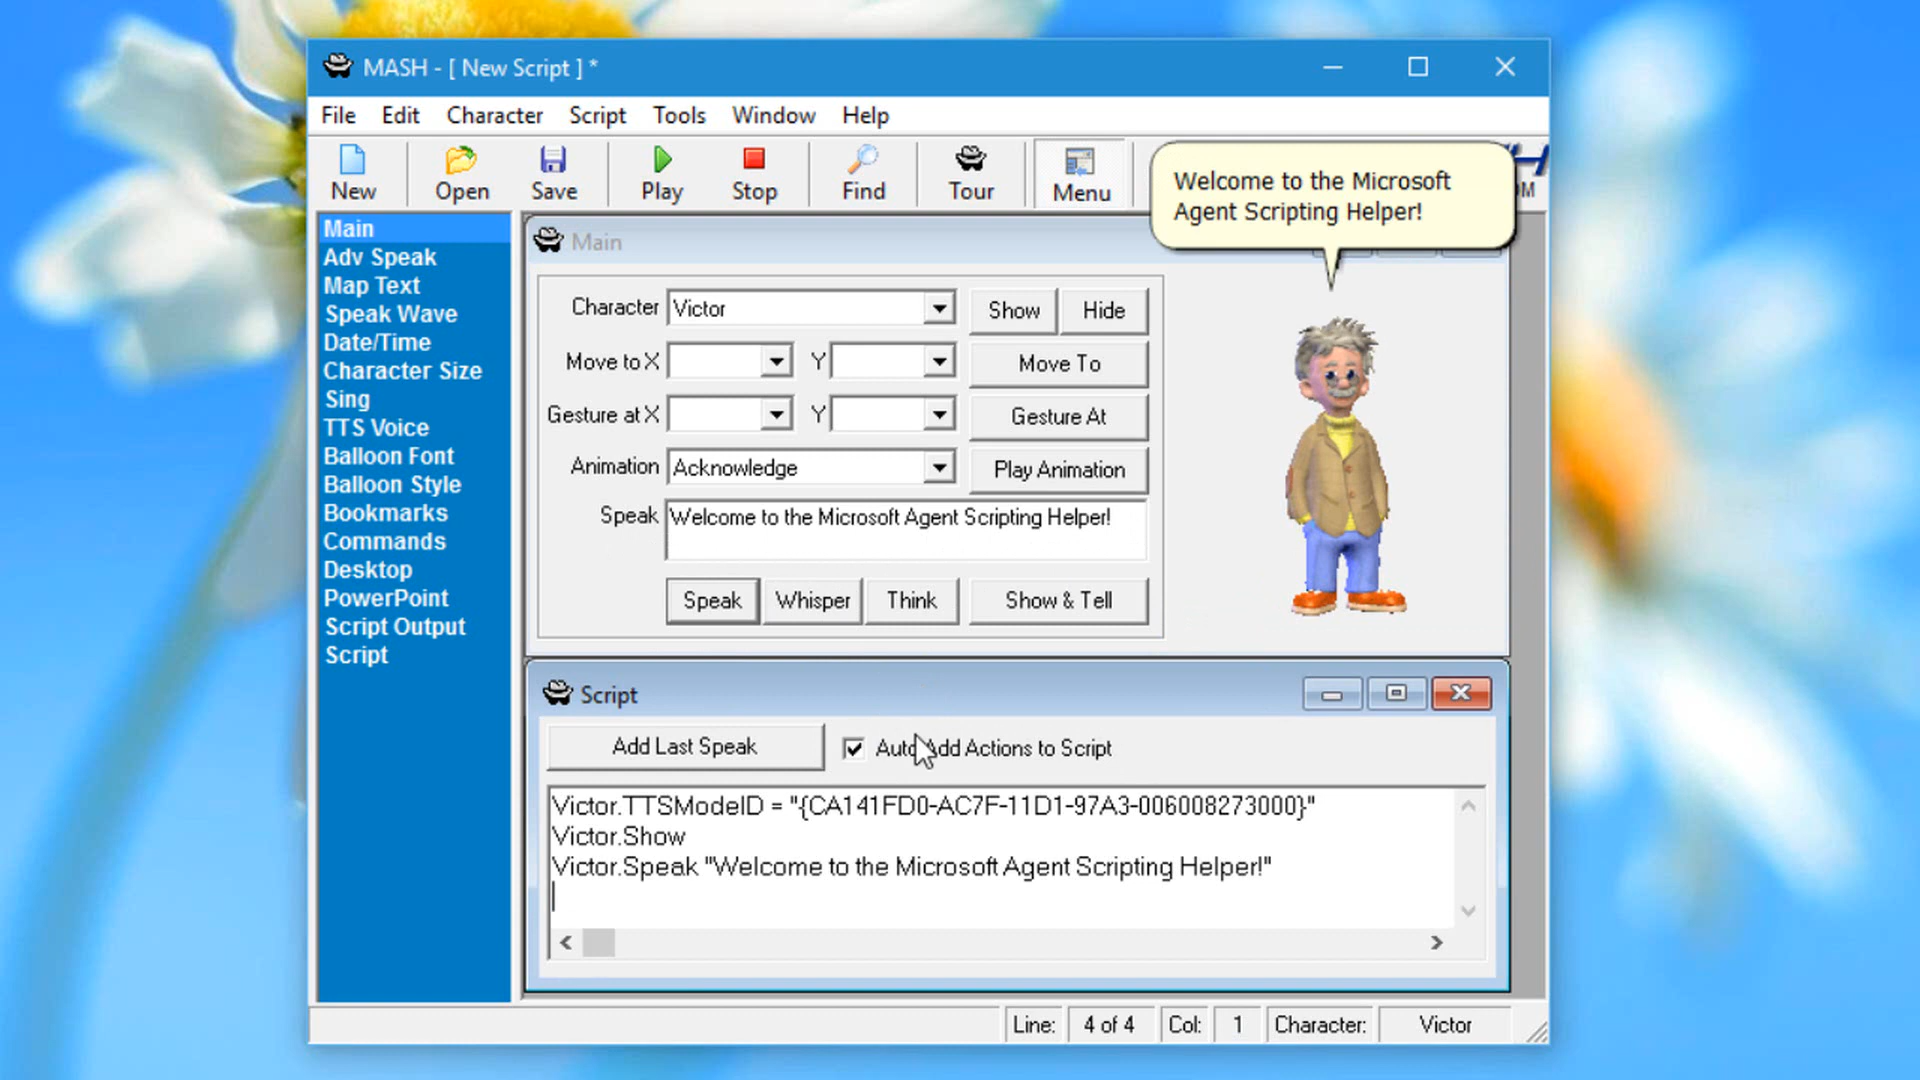 MASH - [ New Script ] *
File Edit Character Script Tools Window Help
New Open Save Play Stop Find Tour Menu
Welcome to the Microsoft
Agent Scripting Helper!
Main
Adv Speak
Map Text
Speak Wave
Date/Time
Character Size
Sing
TTS Voice
Balloon Font
Balloon Style
Bookmarks
Commands
Desktop
PowerPoint
Script Output
Script
Main
Character Victor Show Hide
Move to X Y Move To
Gesture at X Y Gesture At
Animation Acknowledge Play Animation
Speak Welcome to the Microsoft Agent Scripting Helper!
Speak Whisper Think Show & Tell
Script
Add Last Speak Auto Add Actions to Script
Victor.TTSModeID = "{CA141FD0-AC7F-11D1-97A3-006008273000}"
Victor.Show
Victor.Speak "Welcome to the Microsoft Agent Scripting Helper!"
Line: 4 of 4 Col: 1 Character: Victor